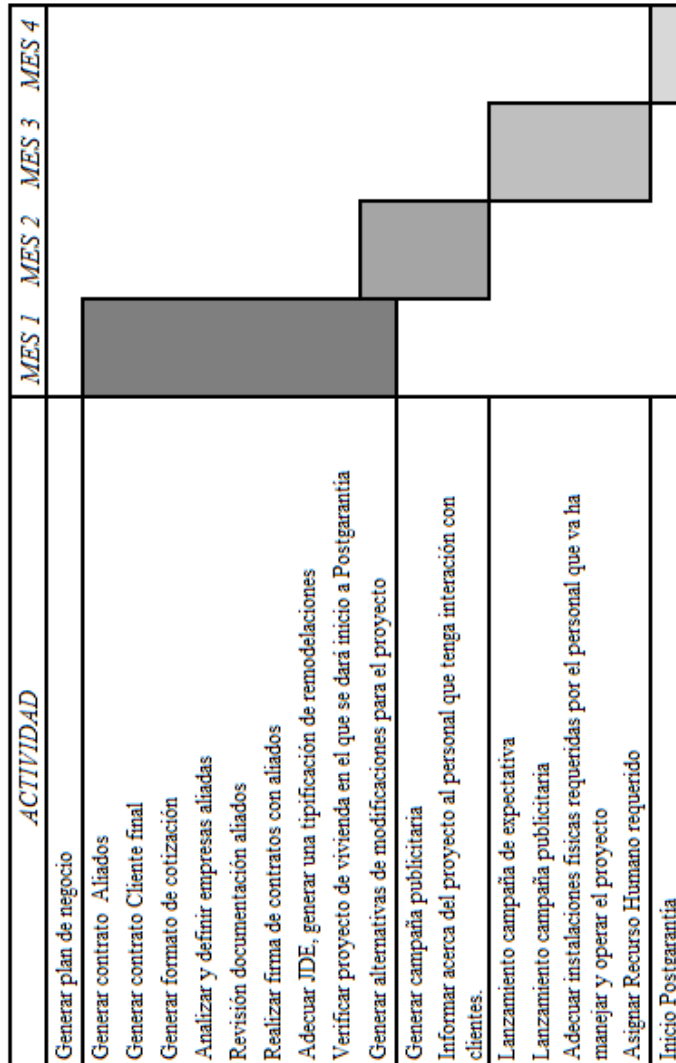 ACTIVIDAD MES 1 MES 2 MES 3 MES 4
Generar plan de negocio
Generar contrato Aliados
Generar contrato Cliente final
Generar formato de cotización
Analizar y definir empresas aliadas
Revisión documentación aliados
Realizar firma de contratos con aliados
Adecuar JDE, generar una tipificación de remodelaciones
Verificar proyecto de vivienda en el que se dará inicio a Postgarantia
Generar alternativas de modificaciones para el proyecto
Generar campaña publicitaria
Informar acerca del proyecto al personal que tenga interación con
clientes.
Lanzamiento campaña de expectativa
Lanzamiento campaña publicitaria
Adecuar instalaciones fisicas requeridas por el personal que va ha
manejar y operar el proyecto
Asignar Recurso Humano requerido
Inicio Postgarantia